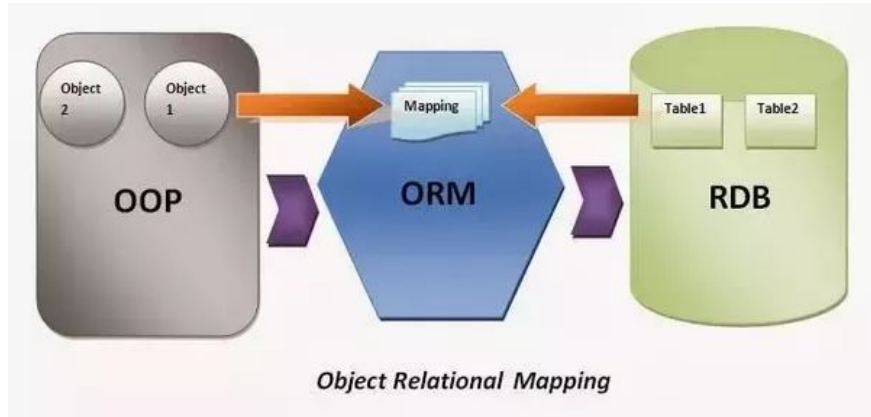 Object
2
Object
1
Mapping
Table1
Table2
OOP
ORM
RDB
Object Relational Mapping